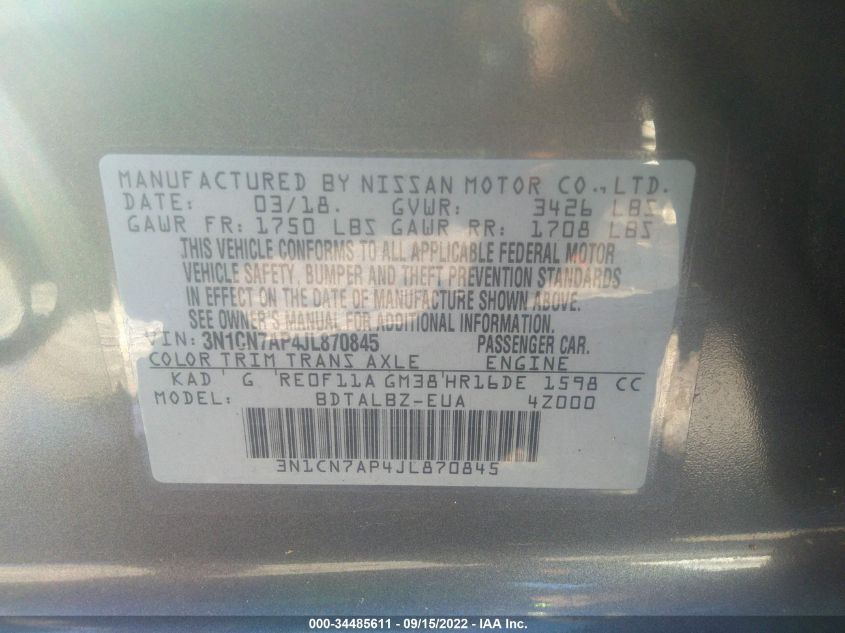 MANUFACTURED BY NISSAN MOTOR CO., LTD.
DATE: 03/18. GVWR: 3426 LBS
GAWR FR: 1750 LBS GAWR RR: 1708 LBS
THIS VEHICLE CONFORMS TO ALL APPLICABLE FEDERAL MOTOR
VEHICLE SAFETY, BUMPER AND THEFT PREVENTION STANDARDS
IN EFFECT ON THE DATE OF MANUFACTURE SHOWN ABOVE.
SEE OWNER'S MANUAL FOR ADDITIONAL INFORMATION.
VIN: 3N1CN7AP4JL870845 PASSENGER CAR.
COLOR TRIM TRANS AXLE ENGINE
KAD G RE0F11A GM38 HR16DE 1598 CC
MODEL: BDTALBZ-EUA 4Z000
3N1CN7AP4JL870845
000-34485611 - 09/15/2022 - IAA Inc.